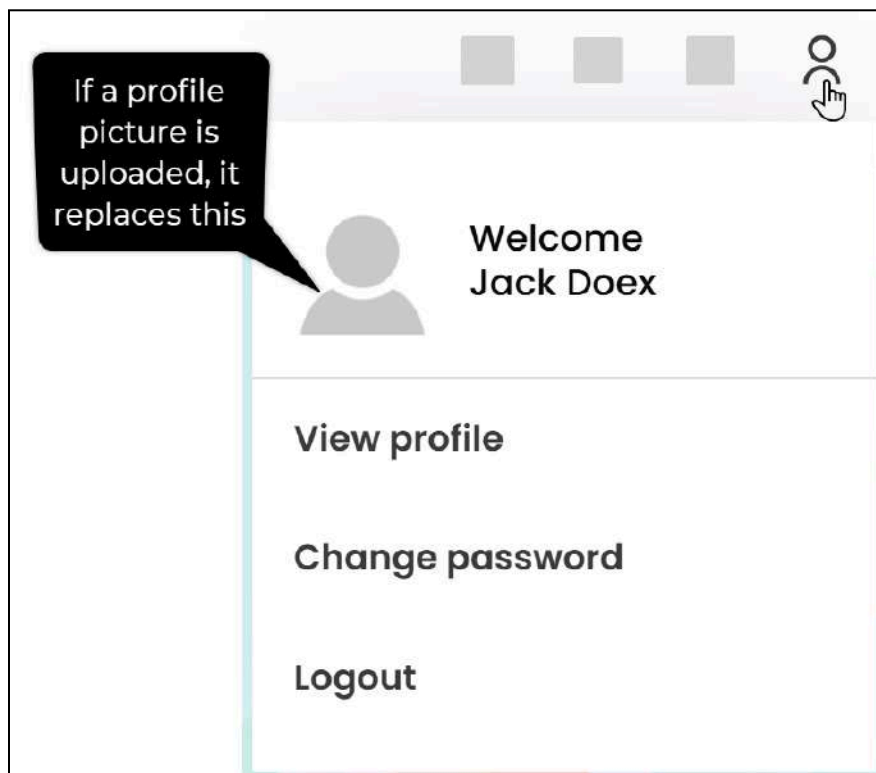 If a profile
picture is
uploaded, it
replaces this
Welcome
Jack Doex
View profile
Change password
Logout